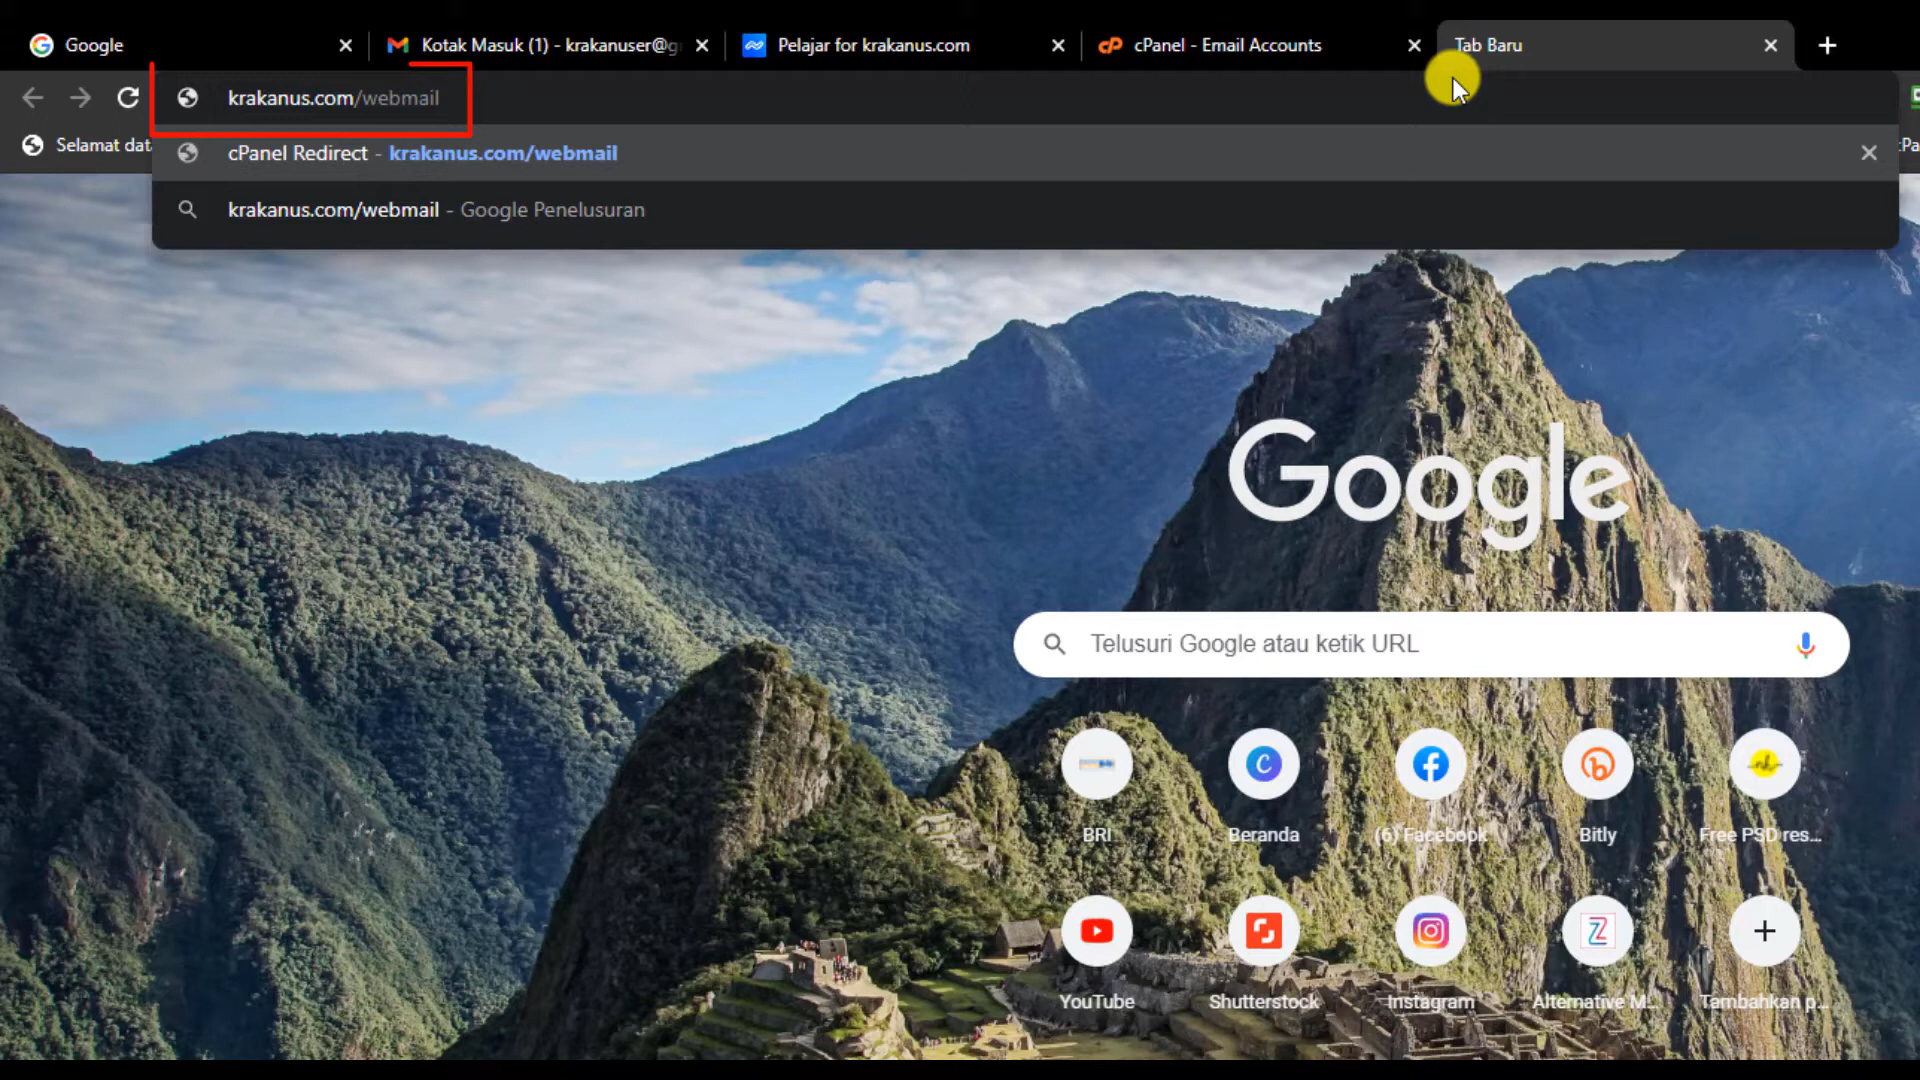 Google
Kotak Masuk (1) - krakanuser@g
Pelajar for krakanus.com
cPanel - Email Accounts
Tab Baru
krakanus.com/webmail
Selamat dat
cPanel Redirect - krakanus.com/webmail
krakanus.com/webmail - Google Penelusuran
Google
Telusuri Google atau ketik URL
BRI
Beranda
(6) Facebook
Bitly
Free PSD res...
YouTube
Shutterstock
Instagram
Alternative M...
Tambahkan p...